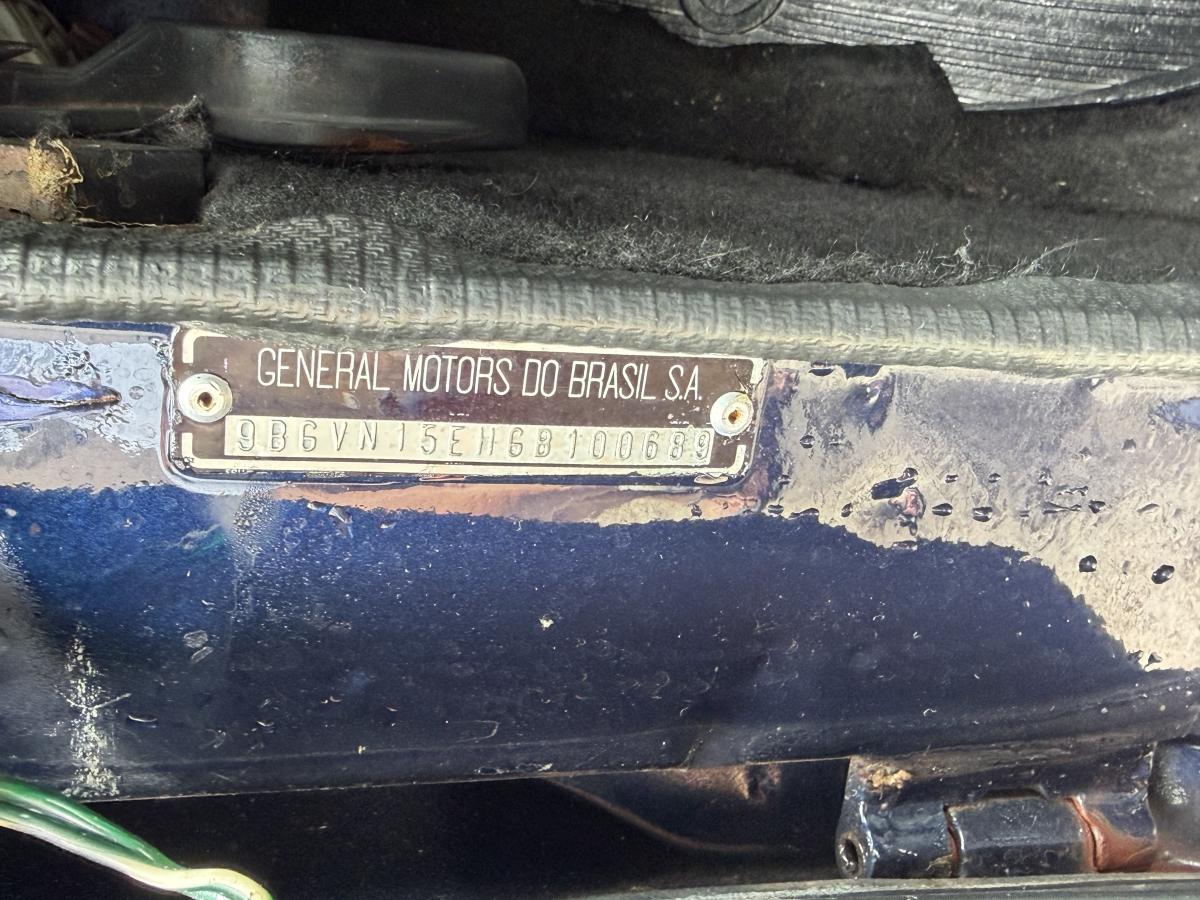 GENERAL MOTORS DO BRASIL S.A.
9BGVN15EHGB100689